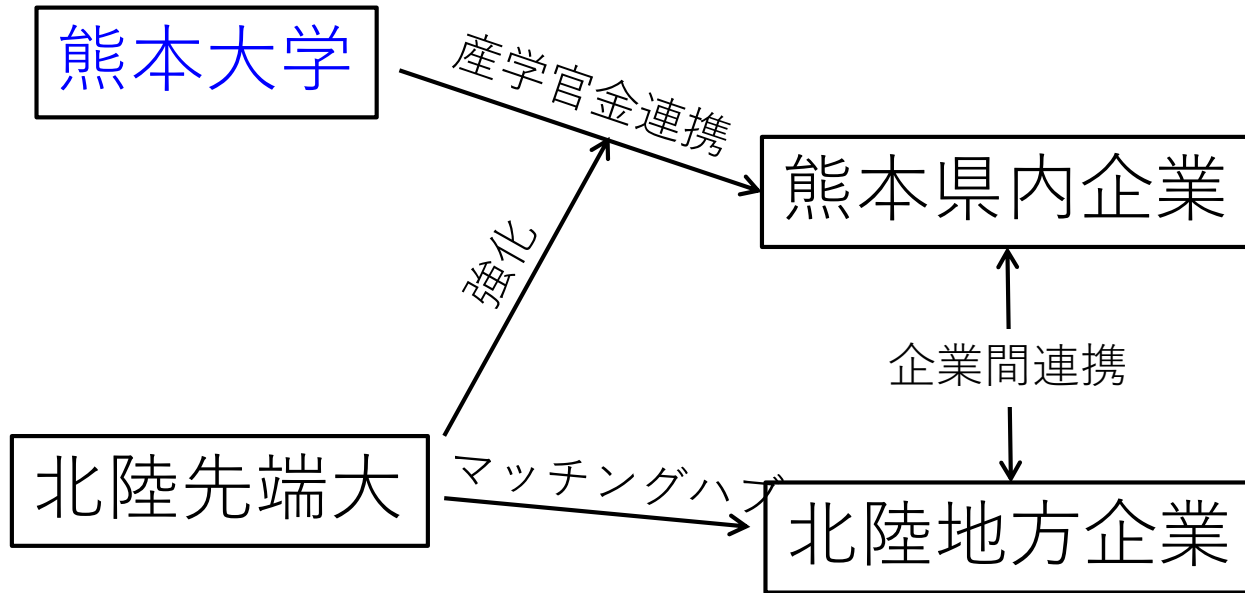 熊本大学
産学官金連携
熊本県内企業
強化
企業間連携
北陸先端大
マッチングハブ
北陸地方企業